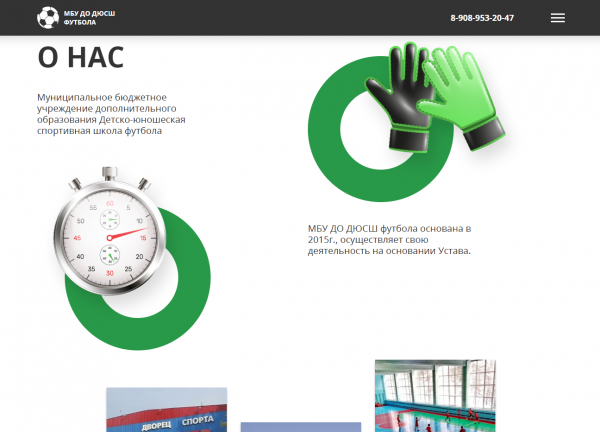 МБУ ДО ДЮСШ
ФУТБОЛА
8-908-953-20-47
О НАС
Муниципальное бюджетное
учреждение дополнительного
образования Детско-юношеская
спортивная школа футбола
60
55
5
50
10
45
15
40
20
35
25
30
МБУ ДО ДЮСШ футбола основана в
2015г., осуществляет свою
деятельность на основании Устава.
ДВОРЕЦ СПОРТА